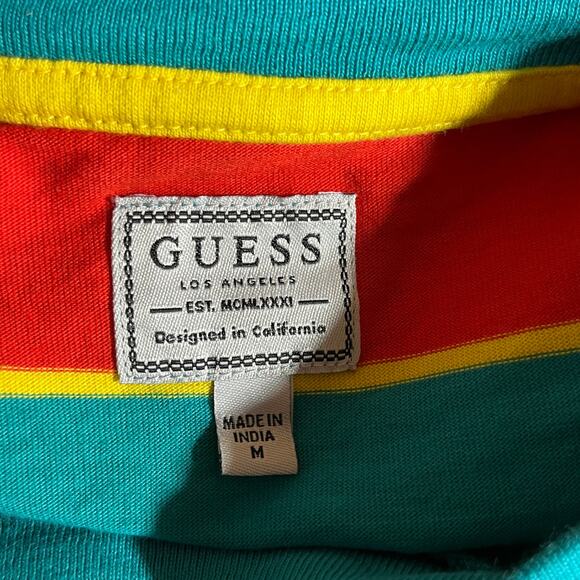 GUESS
LOS ANGELES
EST. MCMLXXXI
Designed in California
MADE IN
INDIA
M